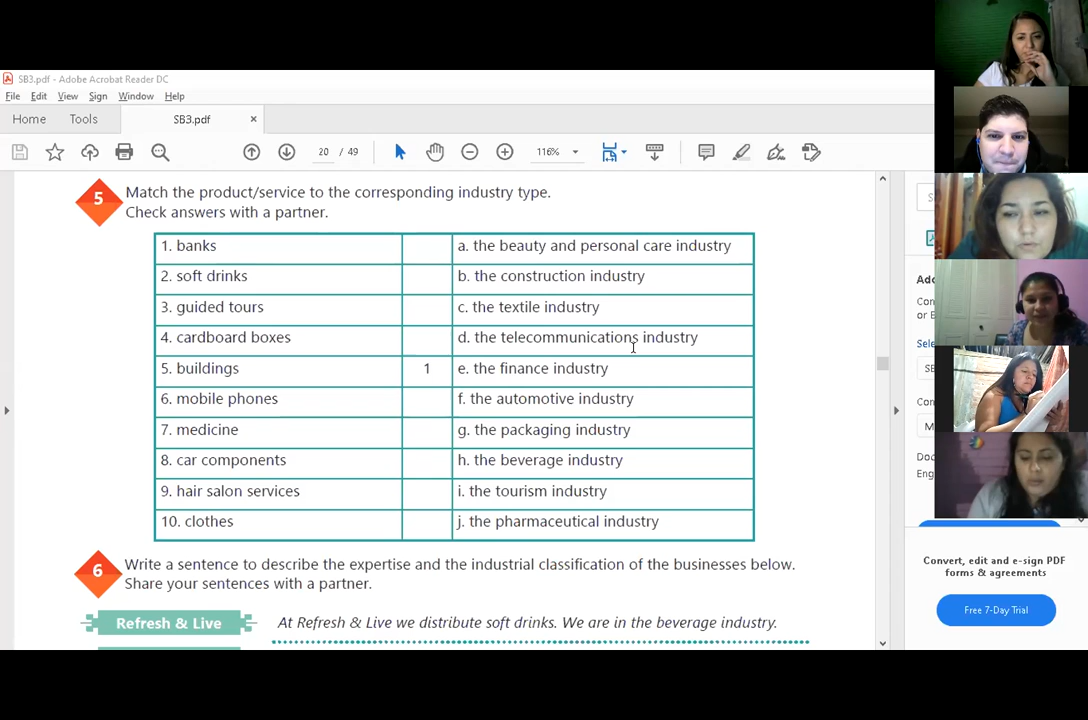 SB3.pdf - Adobe Acrobat Reader DC
File Edit View Sign Window Help
Home Tools SB3.pdf ×
20 / 49 116%
5 Match the product/service to the corresponding industry type.
Check answers with a partner.
1. banks a. the beauty and personal care industry
2. soft drinks b. the construction industry
3. guided tours c. the textile industry
4. cardboard boxes d. the telecommunications industry
5. buildings 1 e. the finance industry
6. mobile phones f. the automotive industry
7. medicine g. the packaging industry
8. car components h. the beverage industry
9. hair salon services i. the tourism industry
10. clothes j. the pharmaceutical industry
6 Write a sentence to describe the expertise and the industrial classification of the businesses below.
Share your sentences with a partner.
Refresh & Live At Refresh & Live we distribute soft drinks. We are in the beverage industry.
Convert, edit and e-sign PDF
forms & agreements
Free 7-Day Trial